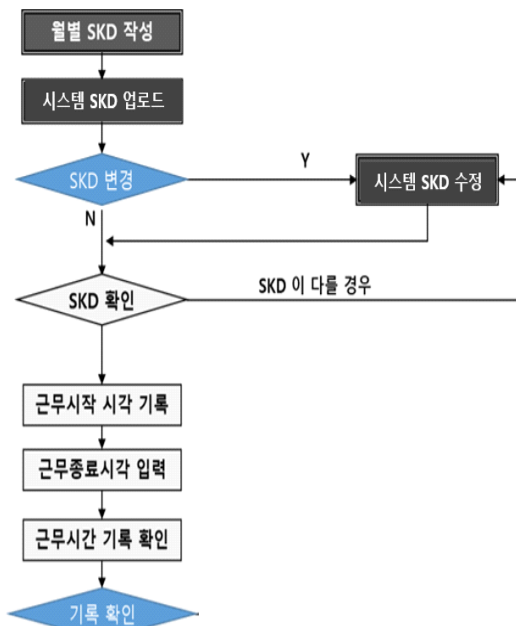 월별 SKD 작성
시스템 SKD 업로드
SKD 변경
Y
시스템 SKD 수정
N
SKD 확인
SKD 이 다를 경우
근무시작 시각 기록
근무종료시각 입력
근무시간 기록 확인
기록 확인